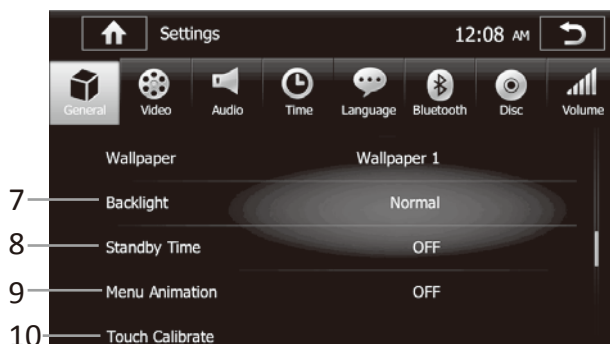 Settings 12:08 AM
General Video Audio Time Language Bluetooth Disc Volume
Wallpaper Wallpaper 1
7 Backlight Normal
8 Standby Time OFF
9 Menu Animation OFF
10 Touch Calibrate